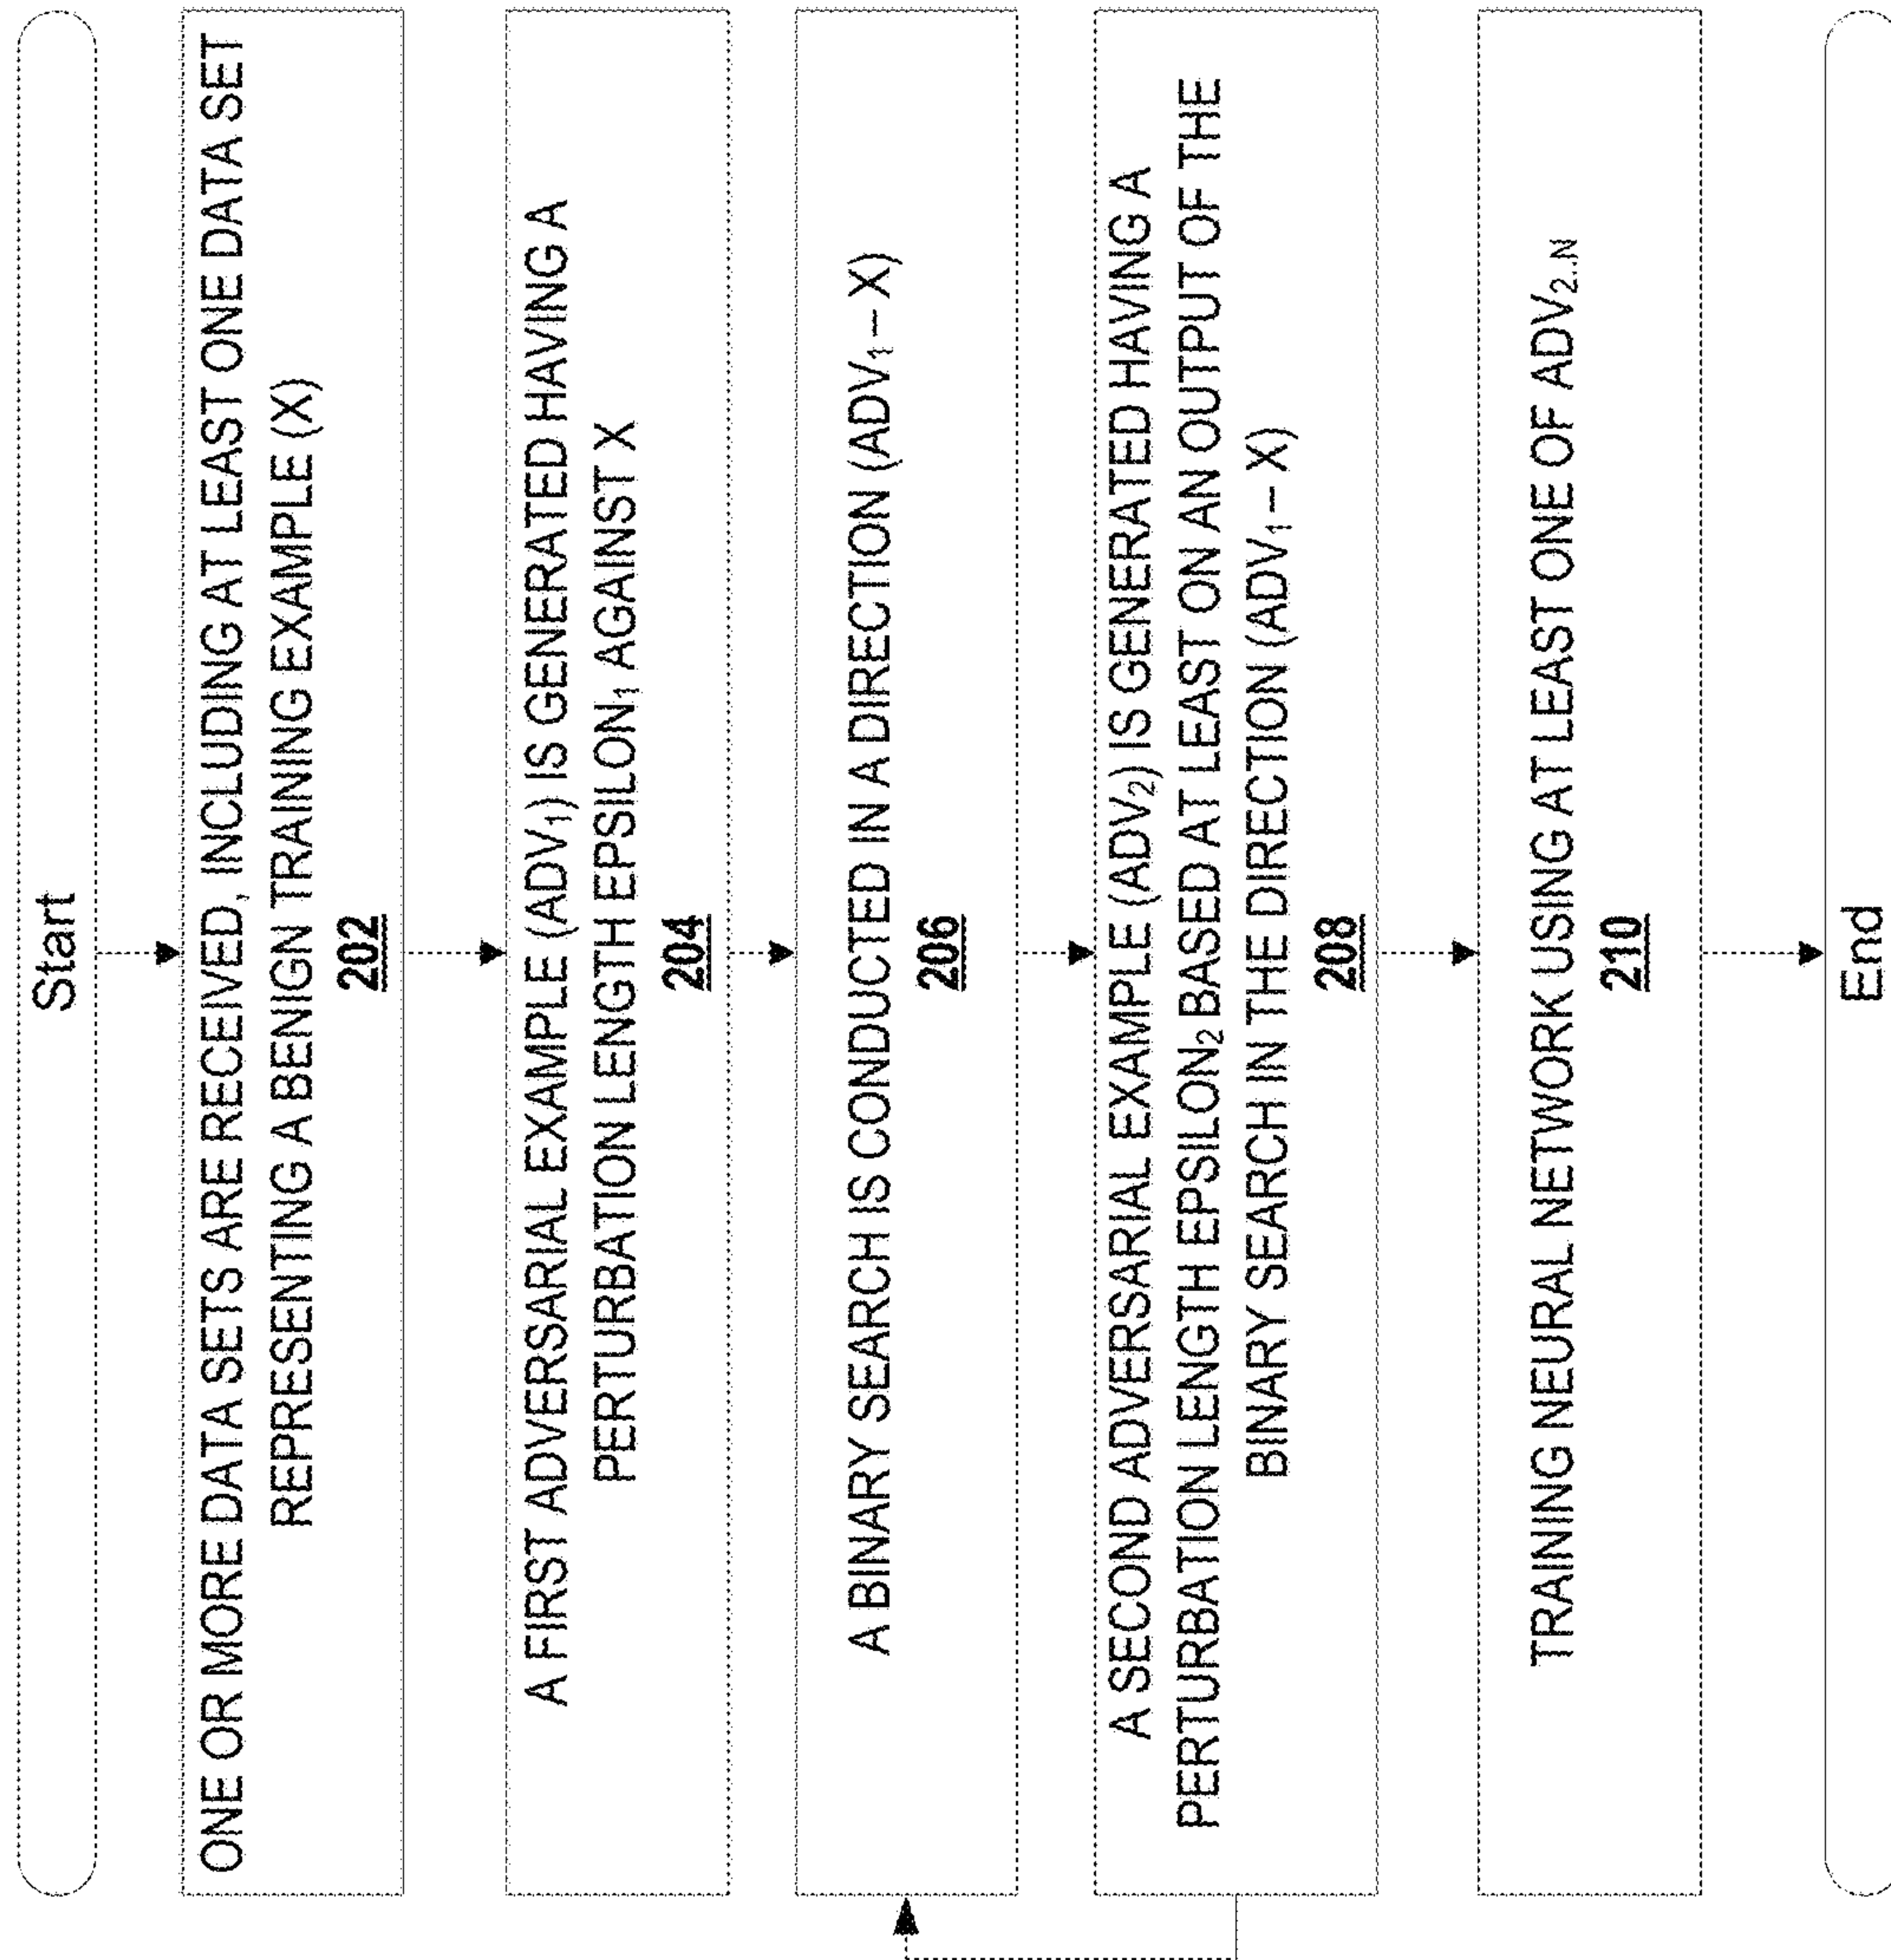 Start
ONE OR MORE DATA SETS ARE RECEIVED, INCLUDING AT LEAST ONE DATA SET
REPRESENTING A BENIGN TRAINING EXAMPLE (X)
202
A FIRST ADVERSARIAL EXAMPLE (ADV₁) IS GENERATED HAVING A
PERTURBATION LENGTH EPSILON₁ AGAINST X
204
A BINARY SEARCH IS CONDUCTED IN A DIRECTION (ADV₁ – X)
206
A SECOND ADVERSARIAL EXAMPLE (ADV₂) IS GENERATED HAVING A
PERTURBATION LENGTH EPSILON₂ BASED AT LEAST ON AN OUTPUT OF THE
BINARY SEARCH IN THE DIRECTION (ADV₁ – X)
208
TRAINING NEURAL NETWORK USING AT LEAST ONE OF ADV₂..N
210
End